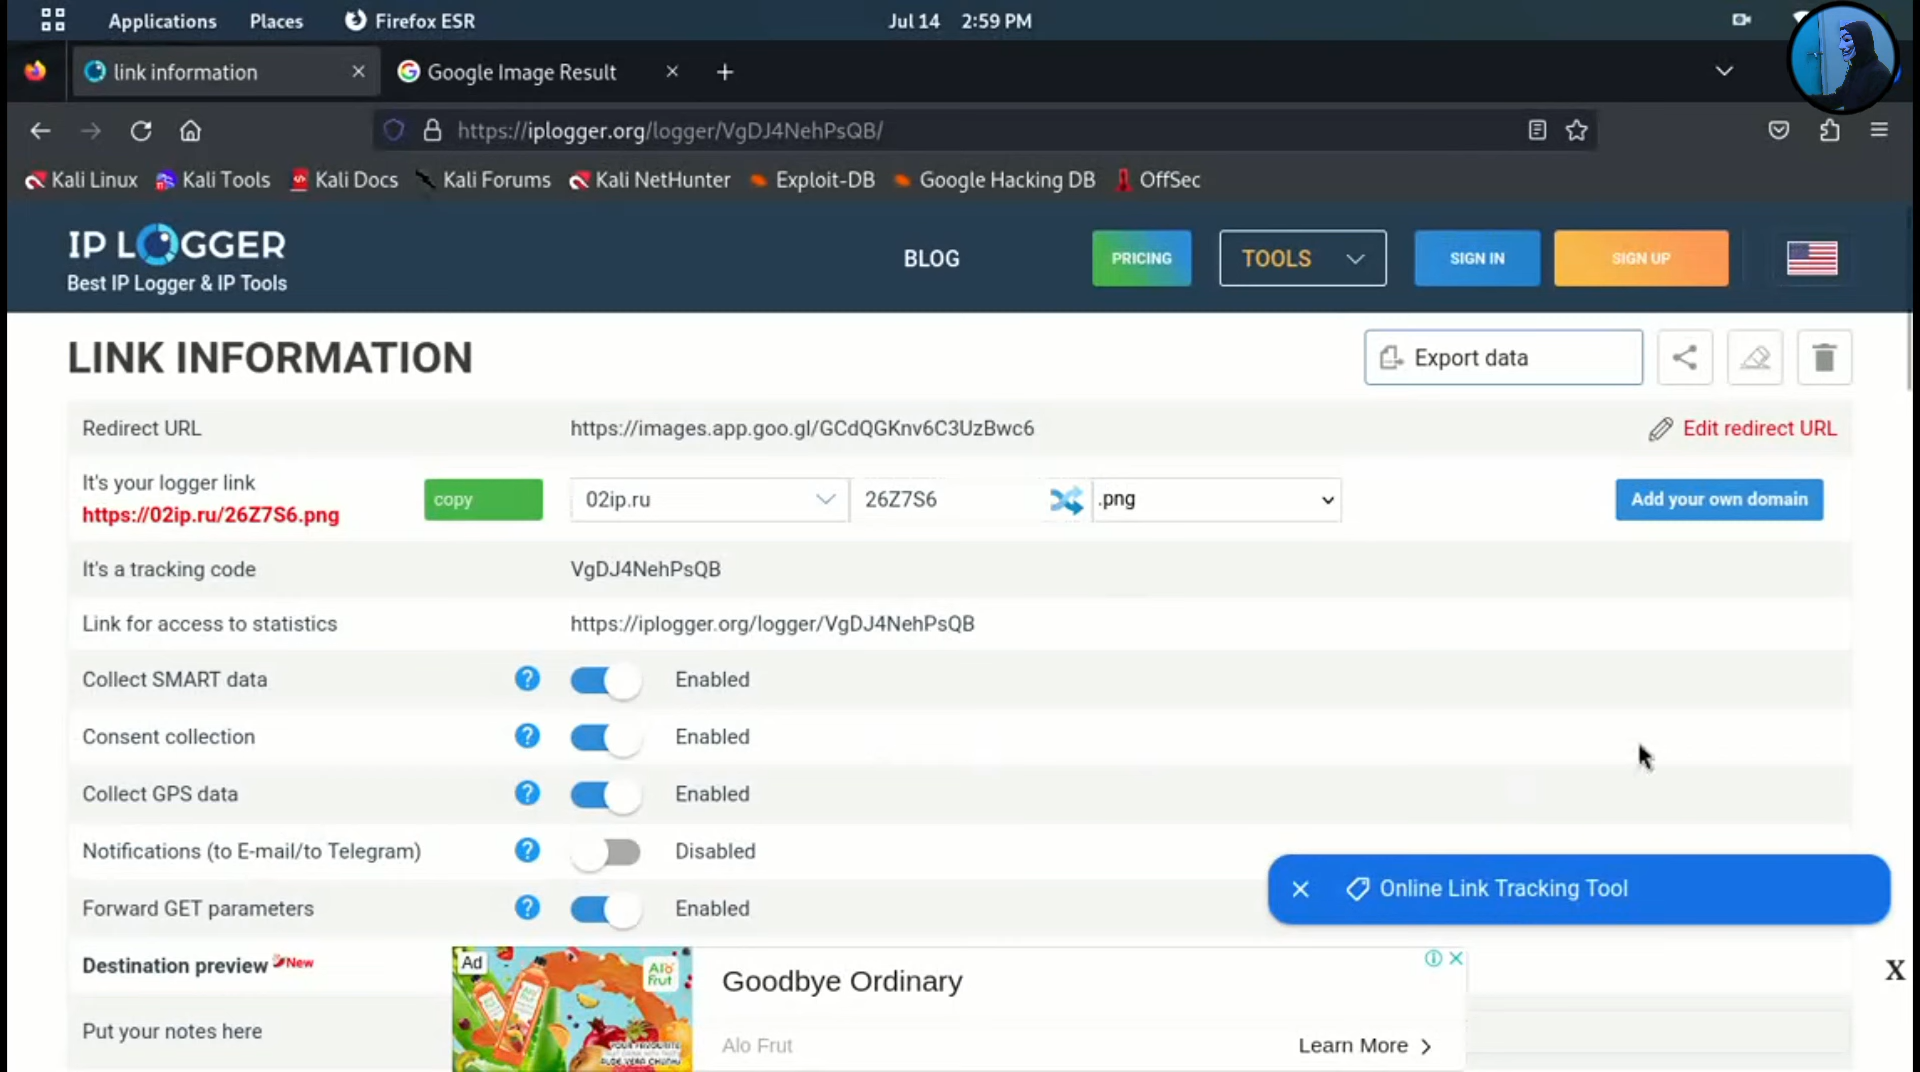 Applications Places Firefox ESR Jul 14 2:59 PM
link information Google Image Result
https://iplogger.org/logger/VgDJ4NehPsQB/
Kali Linux Kali Tools Kali Docs Kali Forums Kali NetHunter Exploit-DB Google Hacking DB OffSec
IP LOGGER
Best IP Logger & IP Tools
BLOG PRICING TOOLS SIGN IN SIGN UP
LINK INFORMATION Export data
Redirect URL https://images.app.goo.gl/GCdQGKnv6C3UzBwc6 Edit redirect URL
It's your logger link
https://02ip.ru/26Z7S6.png copy 02ip.ru 26Z7S6 .png Add your own domain
It's a tracking code VgDJ4NehPsQB
Link for access to statistics https://iplogger.org/logger/VgDJ4NehPsQB
Collect SMART data ? Enabled
Consent collection ? Enabled
Collect GPS data ? Enabled
Notifications (to E-mail/to Telegram) ? Disabled
Online Link Tracking Tool
Forward GET parameters ? Enabled
Destination preview New
Ad
Alo Frut
Goodbye Ordinary
X
Put your notes here
Alo Frut
Learn More